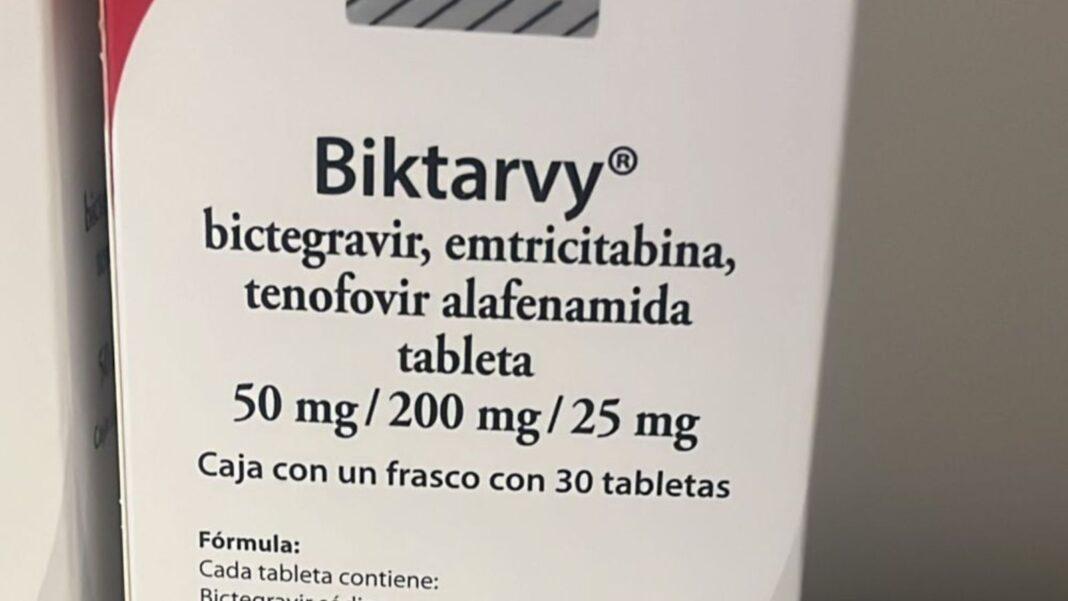 Biktarvy®
bictegravir, emtricitabina,
tenofovir alafenamida
tableta
50 mg/200 mg/25 mg
Caja con un frasco con 30 tabletas
Fórmula:
Cada tableta contiene:
Bictegravir